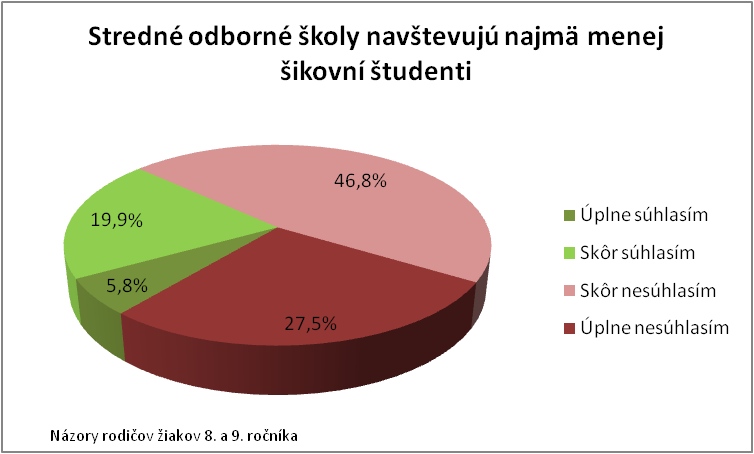 Stredné odborné školy navštevujú najmä menej
šikovní študenti
46,8%
19,9%
5,8%
27,5%
Úplne súhlasím
Skôr súhlasím
Skôr nesúhlasím
Úplne nesúhlasím
Názory rodičov žiakov 8. a 9. ročníka